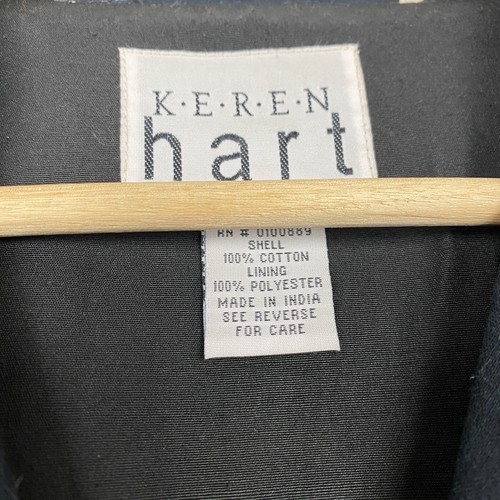 K·E·R·E·N
hart
RN # 0100889
SHELL
100% COTTON
LINING
100% POLYESTER
MADE IN INDIA
SEE REVERSE
FOR CARE